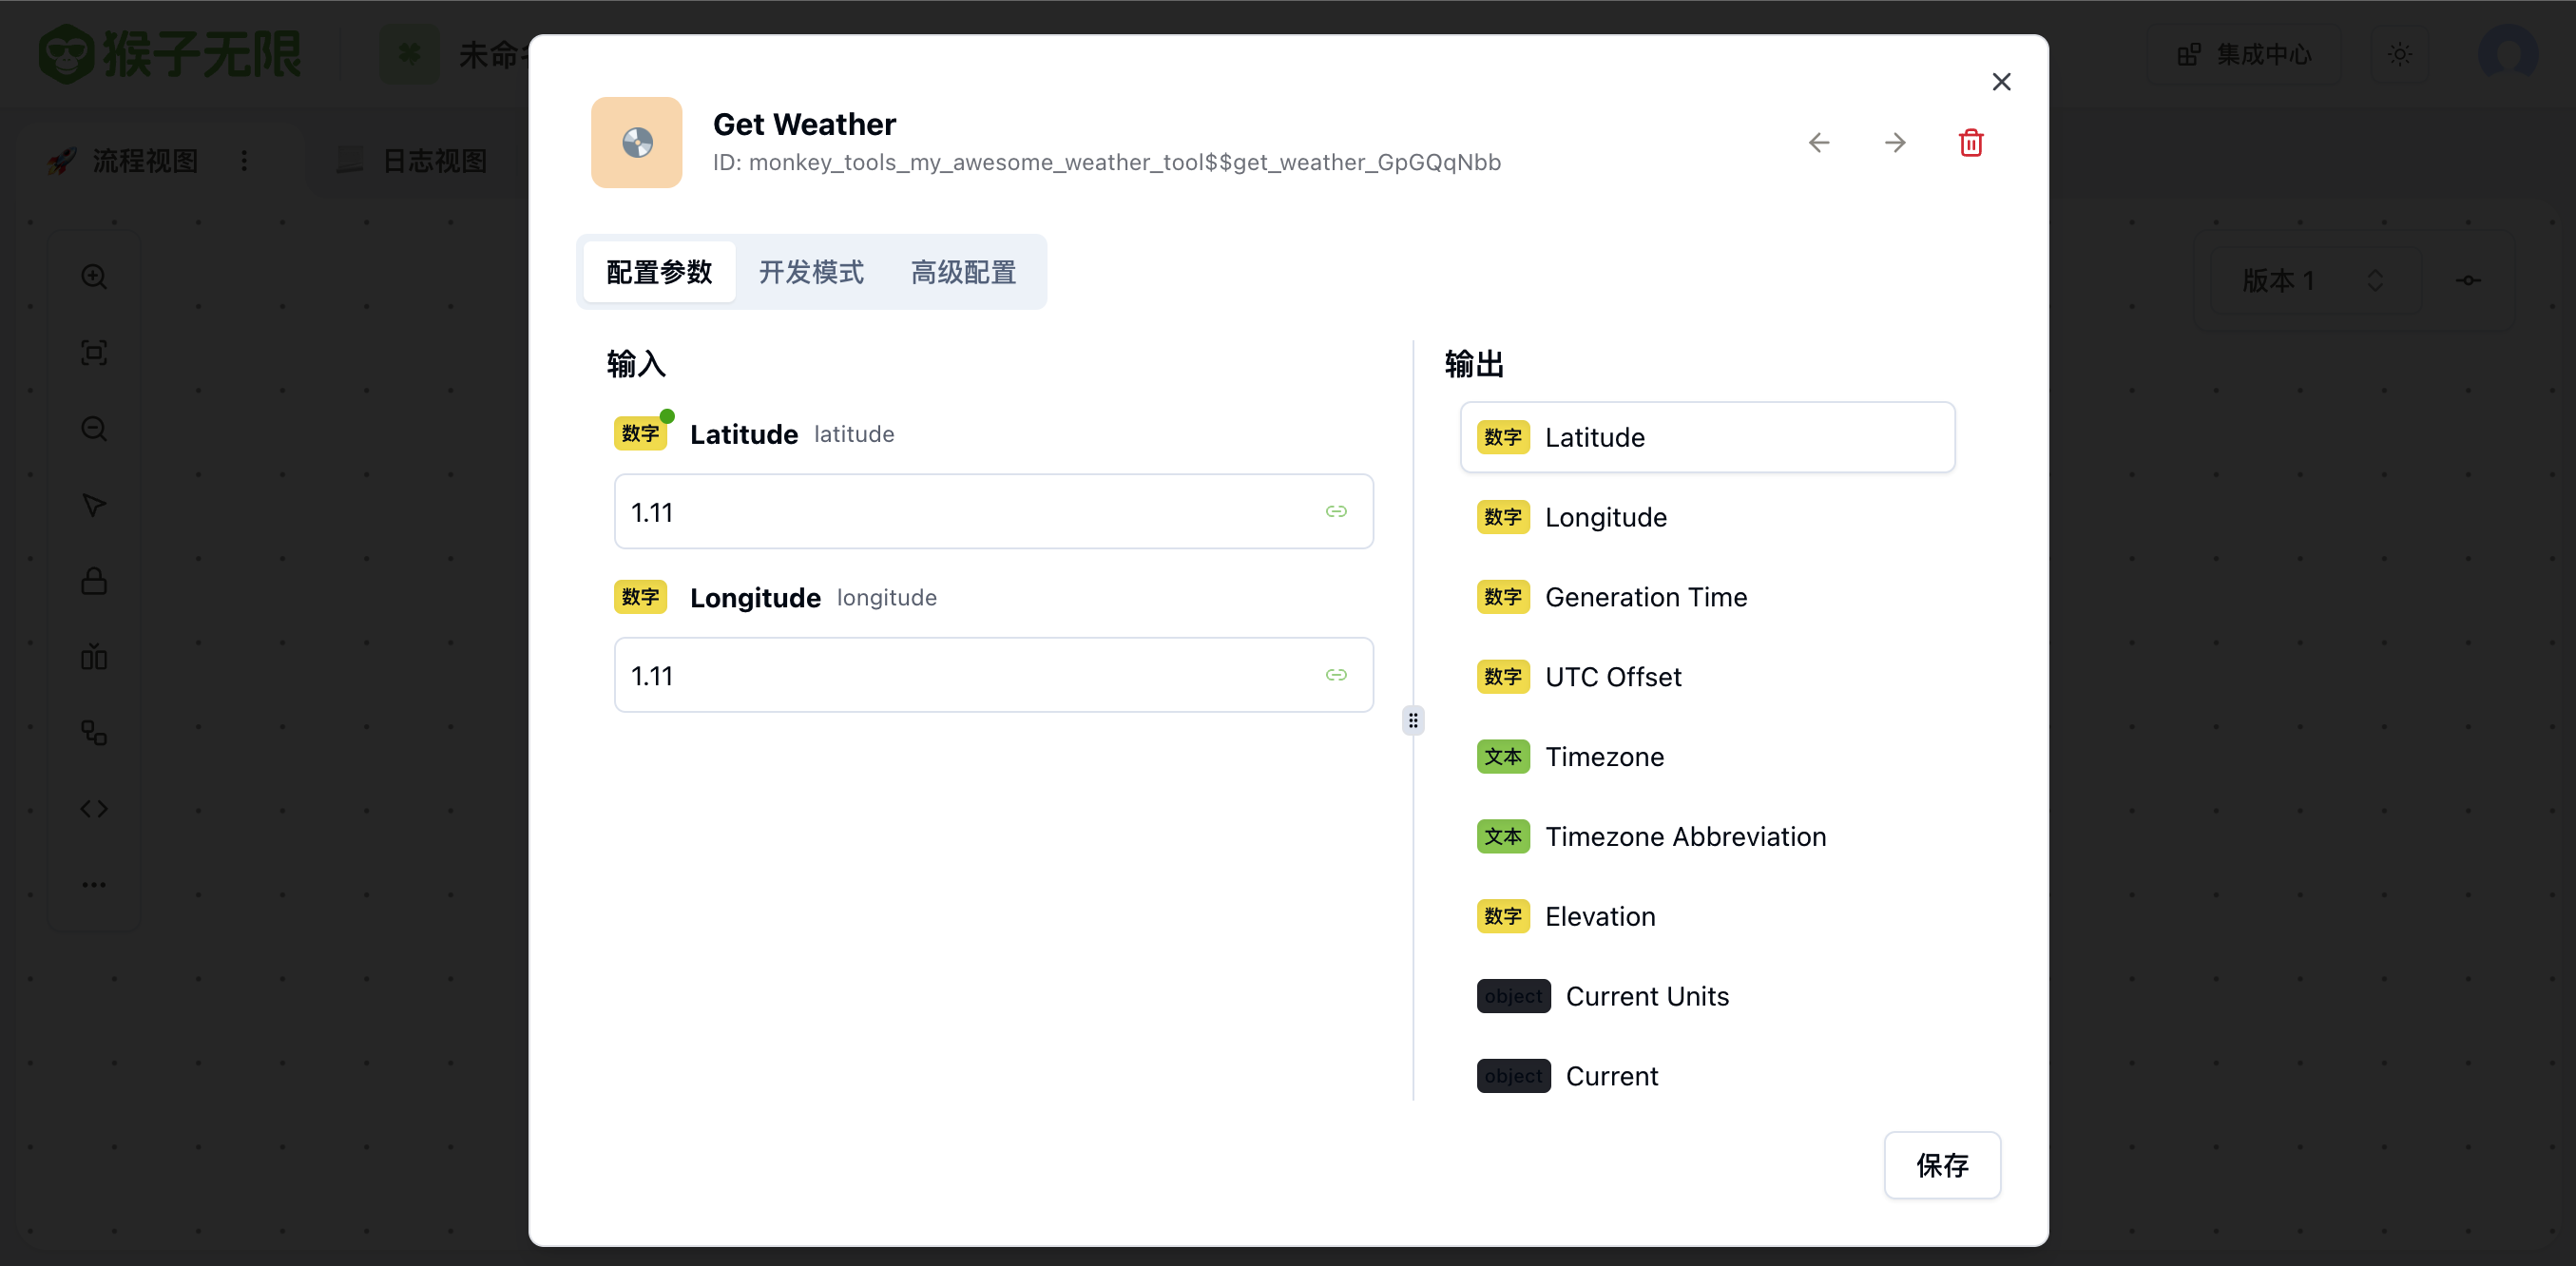 猴子无限
未命名
集成中心
Get Weather
ID: monkey_tools_my_awesome_weather_tool$$get_weather_GpGQqNbb
流程视图
日志视图
配置参数
开发模式
高级配置
版本 1
输入
数字 Latitude latitude
1.11
数字 Longitude longitude
1.11
输出
数字 Latitude
数字 Longitude
数字 Generation Time
数字 UTC Offset
文本 Timezone
文本 Timezone Abbreviation
数字 Elevation
object Current Units
object Current
保存